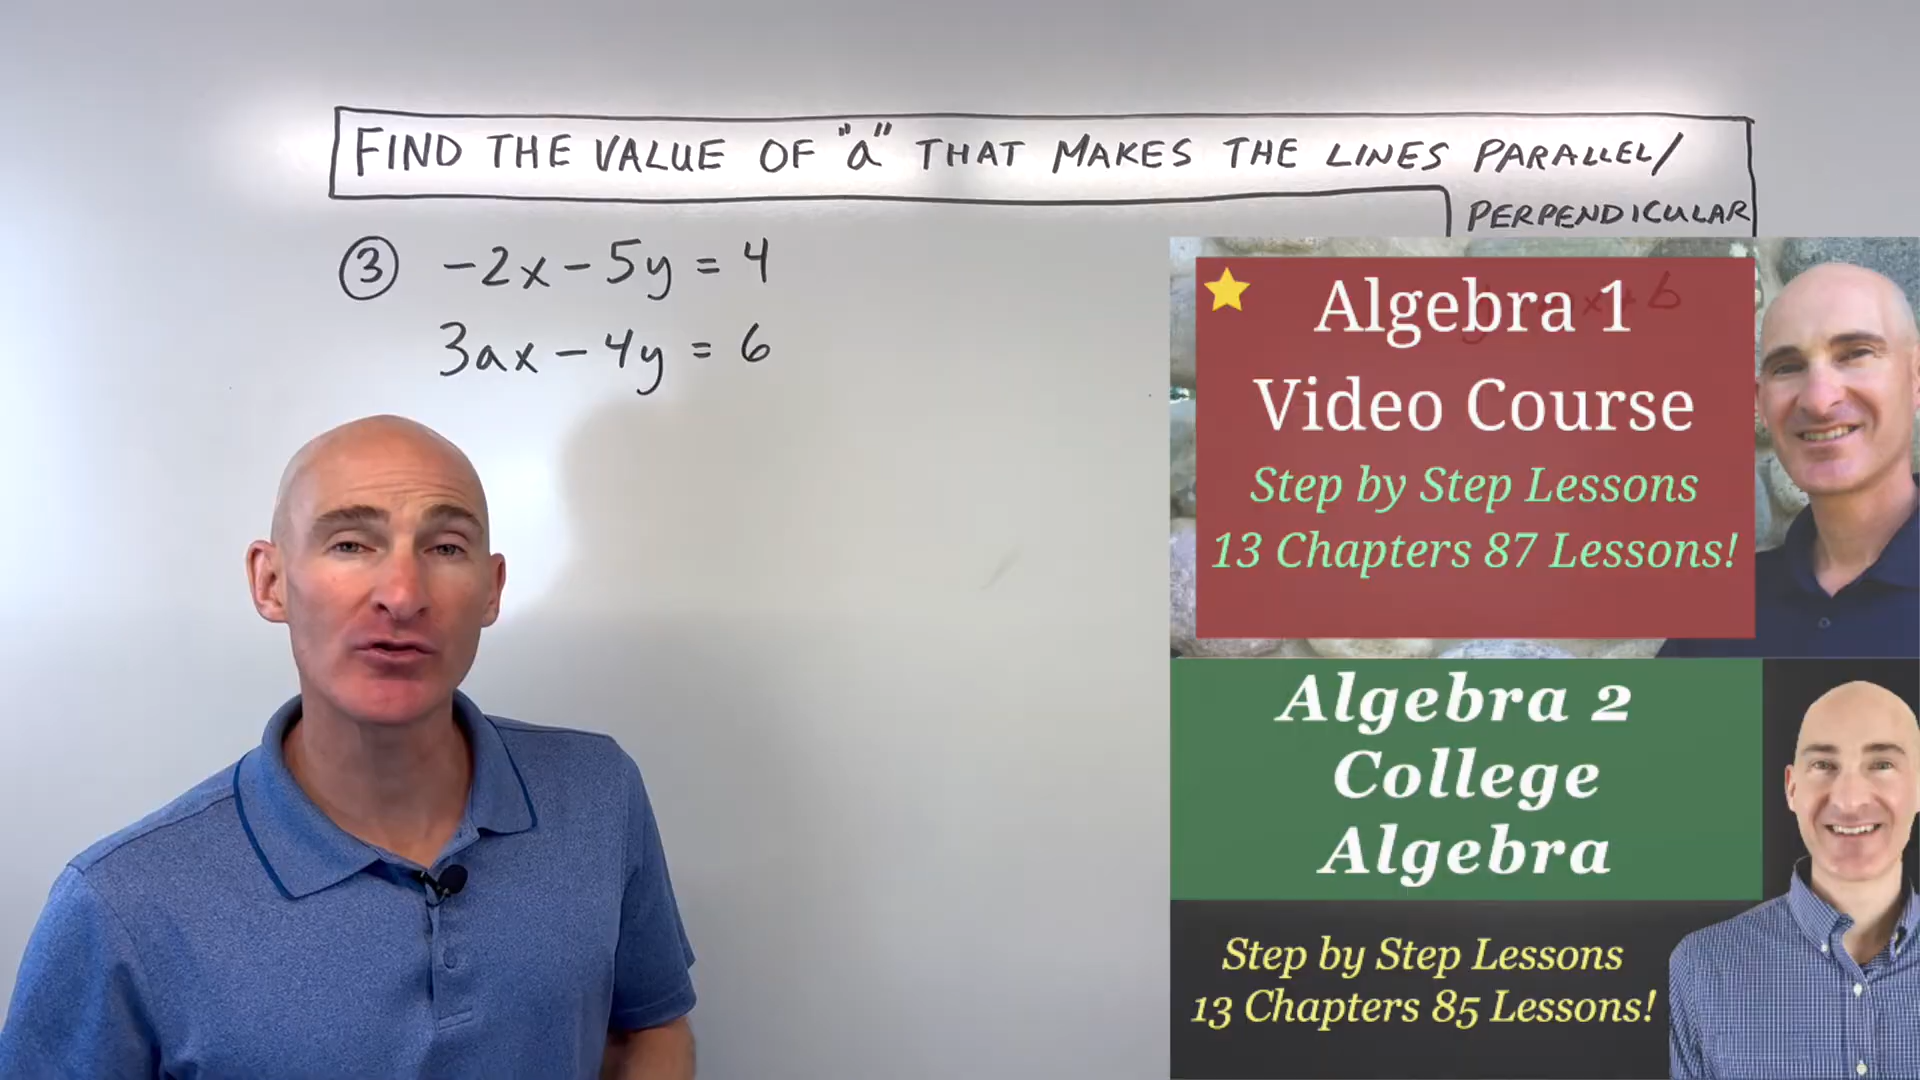 FIND THE VALUE OF "a" THAT MAKES THE LINES PARALLEL/
PERPENDICULAR
③ -2x - 5y = 4
3ax - 4y = 6
Algebra 1
Video Course
Step by Step Lessons
13 Chapters 87 Lessons!
Algebra 2
College
Algebra
Step by Step Lessons
13 Chapters 85 Lessons!